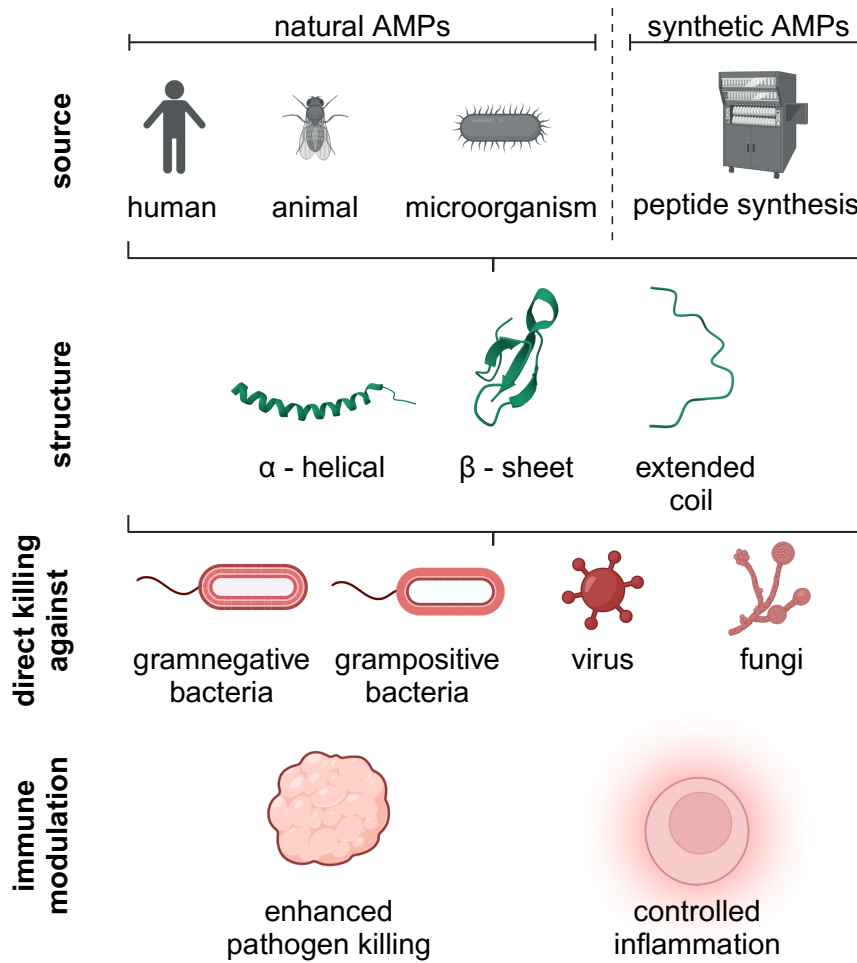 natural AMPs
synthetic AMPs
source
human
animal
microorganism
peptide synthesis
structure
α - helical
β - sheet
extended
coil
direct killing
against
gramnegative
bacteria
grampositive
bacteria
virus
fungi
immune
modulation
enhanced
pathogen killing
controlled
inflammation